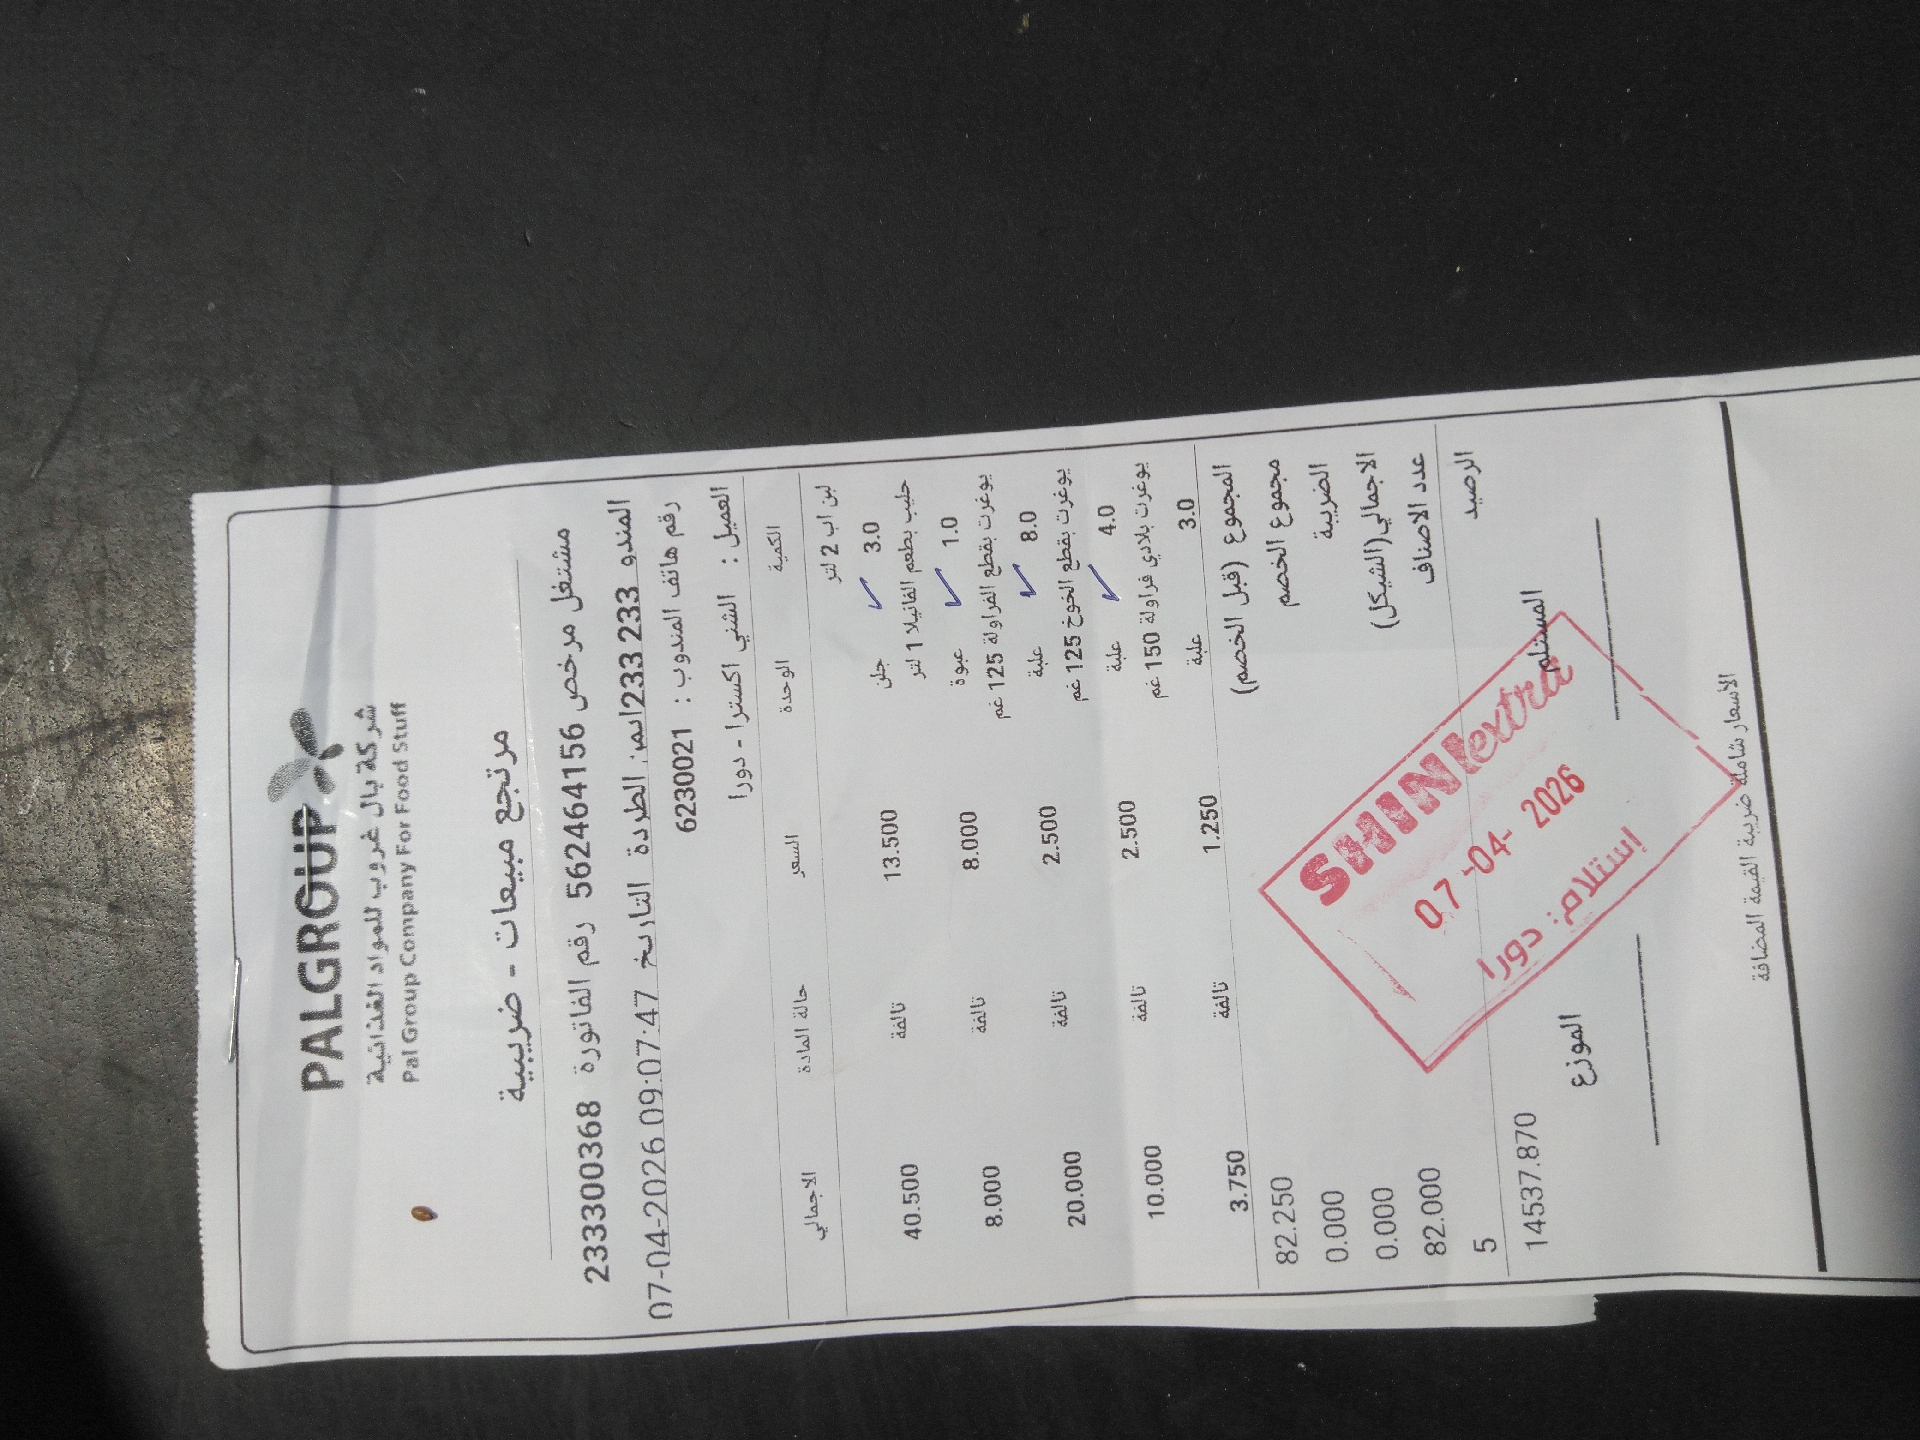 PALGROUP
شركة بال غروب للمواد الغذائية
Pal Group Company For Food Stuff
مرتجع مبيعات - ضريبية
مشتغل مرخص 562464156 رقم الفاتورة 233300368
المندو 233 233 233 اسم: الطردة التاريخ 07-04-2026 09:07:47
رقم هاتف المندوب : 6230021
العميل : الشني اكسترا - دورا
الكمية الوحدة السعر حالة المادة الاجمالي
لبن اب 2 لتر
3.0 جلن 13.500 تالفة 40.500
حليب بطعم الفانيلا 1 لتر
1.0 عبوة 8.000 تالفة 8.000
يوغرت بقطع الفراولة 125 غم
8.0 علبة 2.500 تالفة 20.000
يوغرت بقطع الخوخ 125 غم
4.0 علبة 2.500 تالفة 10.000
يوغرت بلادي فراولة 150 غم
3.0 علبة 1.250 تالفة 3.750
المجموع (قبل الخصم) 82.250
مجموع الخصم 0.000
الضريبة 0.000
الاجمالي(الشيكل) 82.000
عدد الاصناف 5
الرصيد 14537.870
المستلم الموزع
SHINI extra
07-04-2026
إستلام: دورا
الأسعار شاملة ضريبة القيمة المضافة